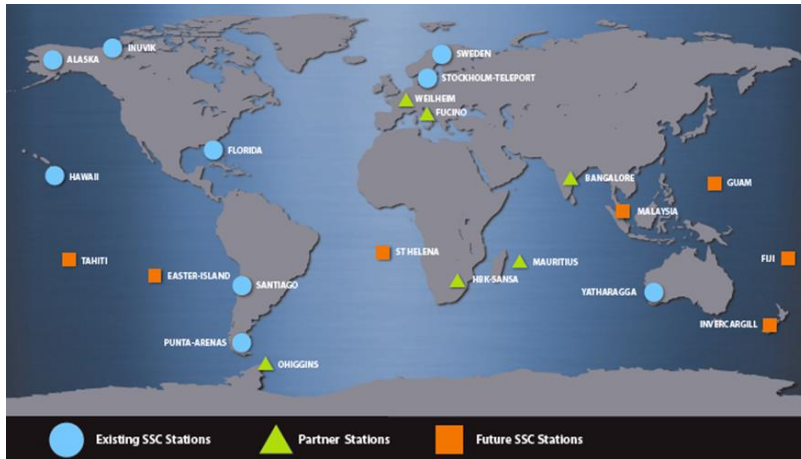 INUVIK
ALASKA
SWEDEN
STOCKHOLM-TELEPORT
WEILHEIM
FUCINO
FLORIDA
HAWAII
BANGALORE
GUAM
MALAYSIA
TAHITI
EASTER-ISLAND
ST HELENA
MAURITIUS
FIJI
SANTIAGO
HBK-SANSA
YATHARAGGA
INVERCARGILL
PUNTA-ARENAS
OHIGGINS
Existing SSC Stations
Partner Stations
Future SSC Stations